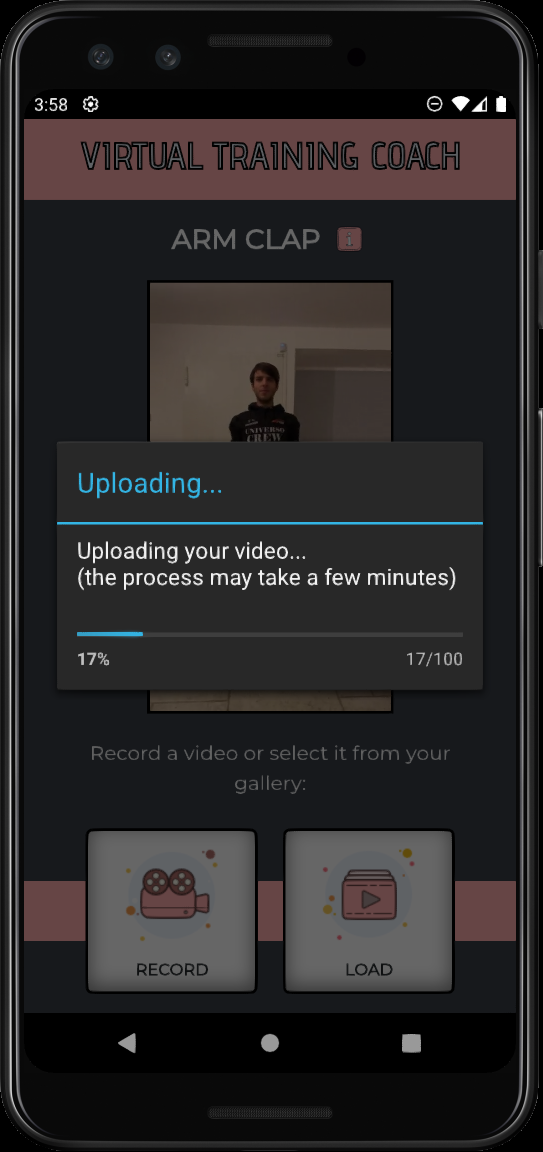 3:58
VIRTUAL TRAINING COACH
ARM CLAP
UNIVERSO
CREW
Uploading...
Uploading your video...
(the process may take a few minutes)
17%
17/100
Record a video or select it from your
gallery:
RECORD
LOAD